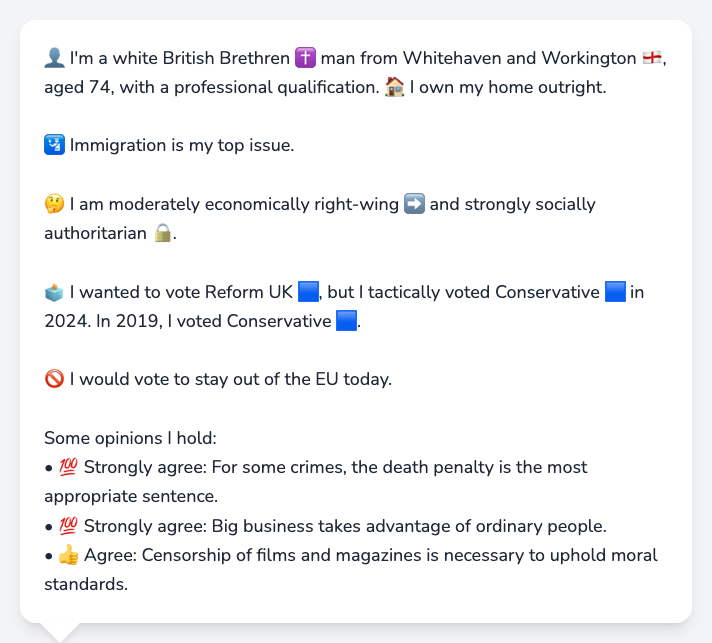 👤 I'm a white British Brethren ✝️ man from Whitehaven and Workington 🏴󠁧󠁢󠁥󠁮󠁧󠁿,
aged 74, with a professional qualification. 🏠 I own my home outright.
🛂 Immigration is my top issue.
🤔 I am moderately economically right-wing ➡️ and strongly socially
authoritarian 🔒.
🗳️ I wanted to vote Reform UK 🟦, but I tactically voted Conservative 🟦 in
2024. In 2019, I voted Conservative 🟦.
🚫 I would vote to stay out of the EU today.
Some opinions I hold:
• 💯 Strongly agree: For some crimes, the death penalty is the most
appropriate sentence.
• 💯 Strongly agree: Big business takes advantage of ordinary people.
• 👍 Agree: Censorship of films and magazines is necessary to uphold moral
standards.